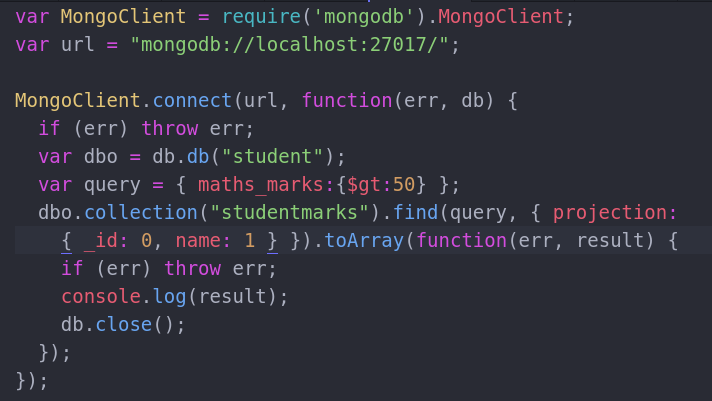 var MongoClient = require('mongodb').MongoClient;
var url = "mongodb://localhost:27017/";

MongoClient.connect(url, function(err, db) {
  if (err) throw err;
  var dbo = db.db("student");
  var query = { maths_marks:{$gt:50} };
  dbo.collection("studentmarks").find(query, { projection:
    { _id: 0, name: 1 } }).toArray(function(err, result) {
    if (err) throw err;
    console.log(result);
    db.close();
  });
});